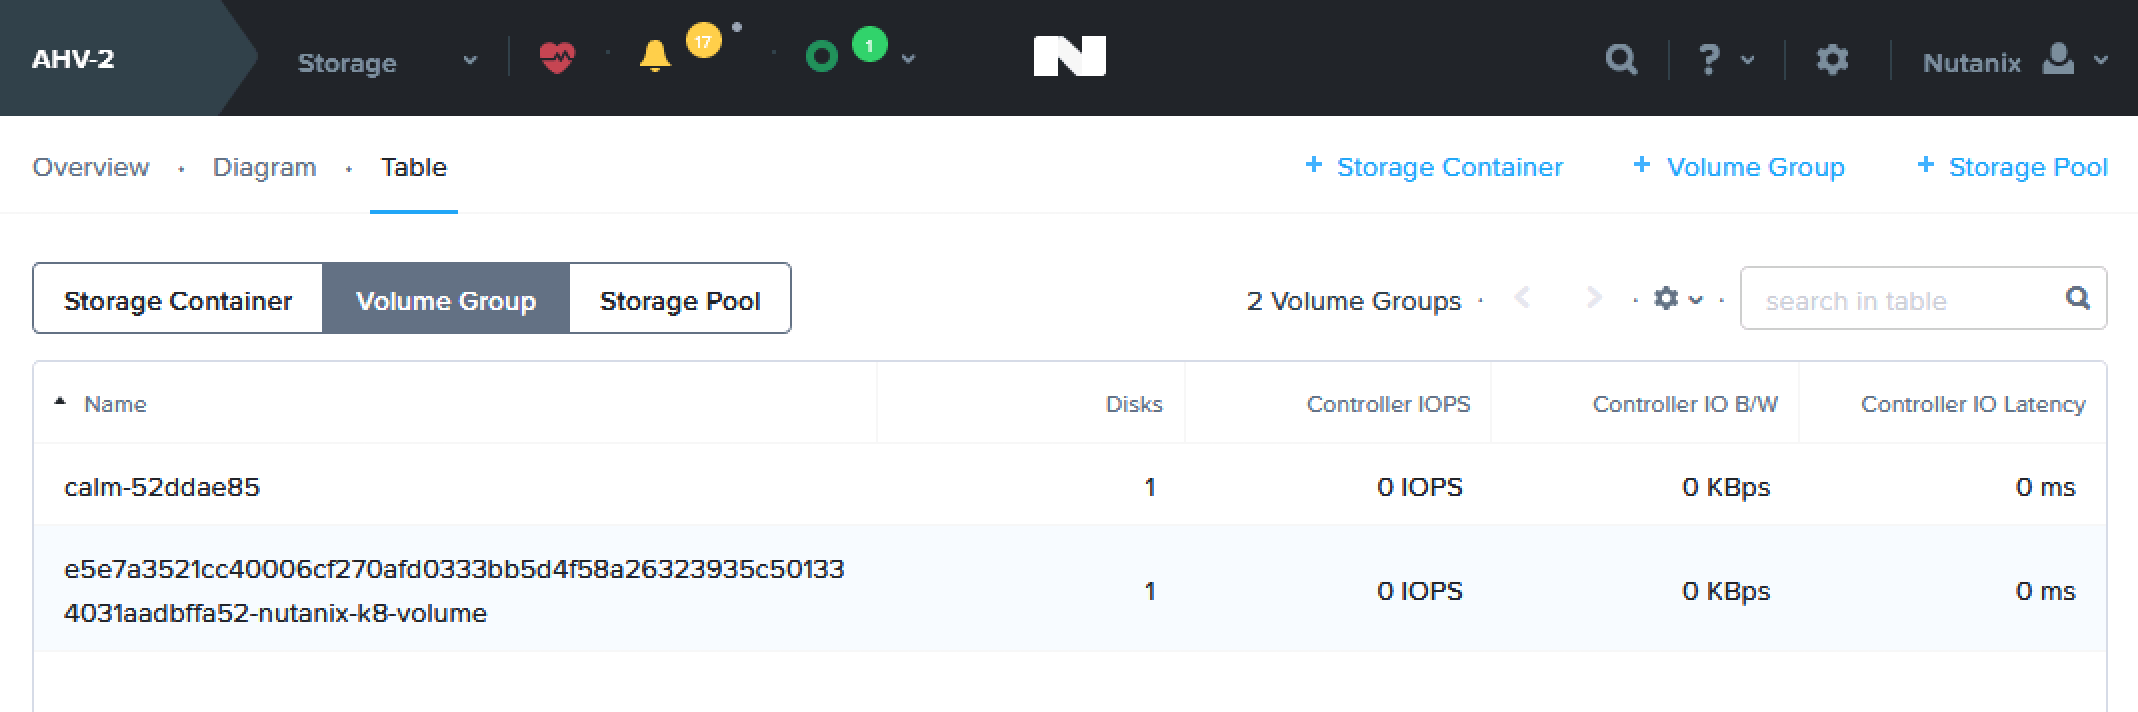 AHV-2
Storage
17
1
?
Nutanix
Overview · Diagram · Table
+ Storage Container + Volume Group + Storage Pool
Storage Container Volume Group Storage Pool
2 Volume Groups · · · search in table
Name Disks Controller IOPS Controller IO B/W Controller IO Latency
calm-52ddae85 1 0 IOPS 0 KBps 0 ms
e5e7a3521cc40006cf270afd0333bb5d4f58a26323935c50133
4031aadbffa52-nutanix-k8-volume 1 0 IOPS 0 KBps 0 ms